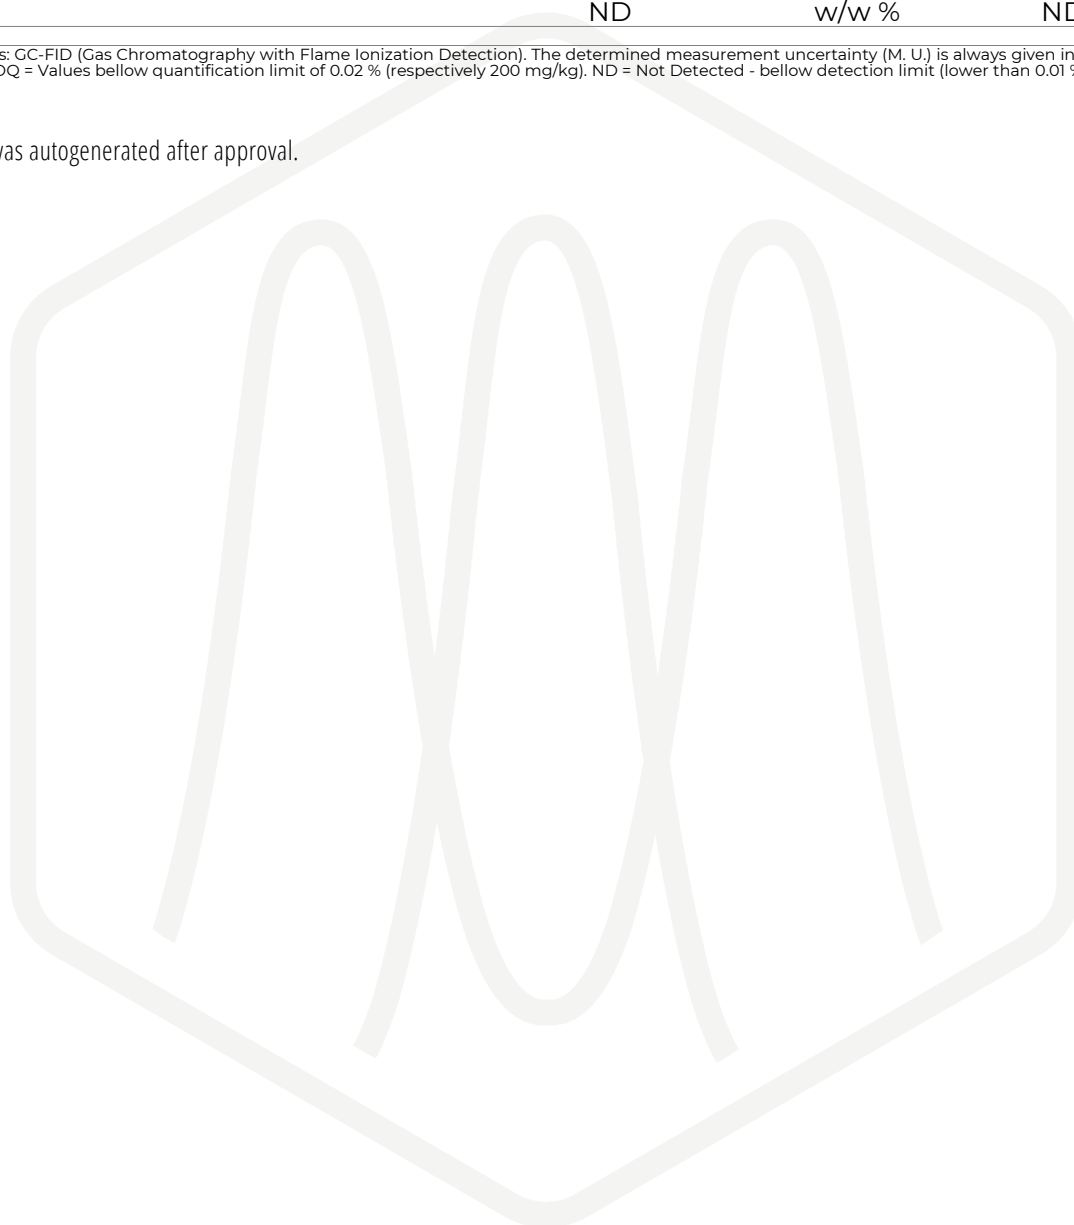 ND w/w % ND
s: GC-FID (Gas Chromatography with Flame Ionization Detection). The determined measurement uncertainty (M. U.) is always given in
OQ = Values bellow quantification limit of 0.02 % (respectively 200 mg/kg). ND = Not Detected - bellow detection limit (lower than 0.01 %
was autogenerated after approval.